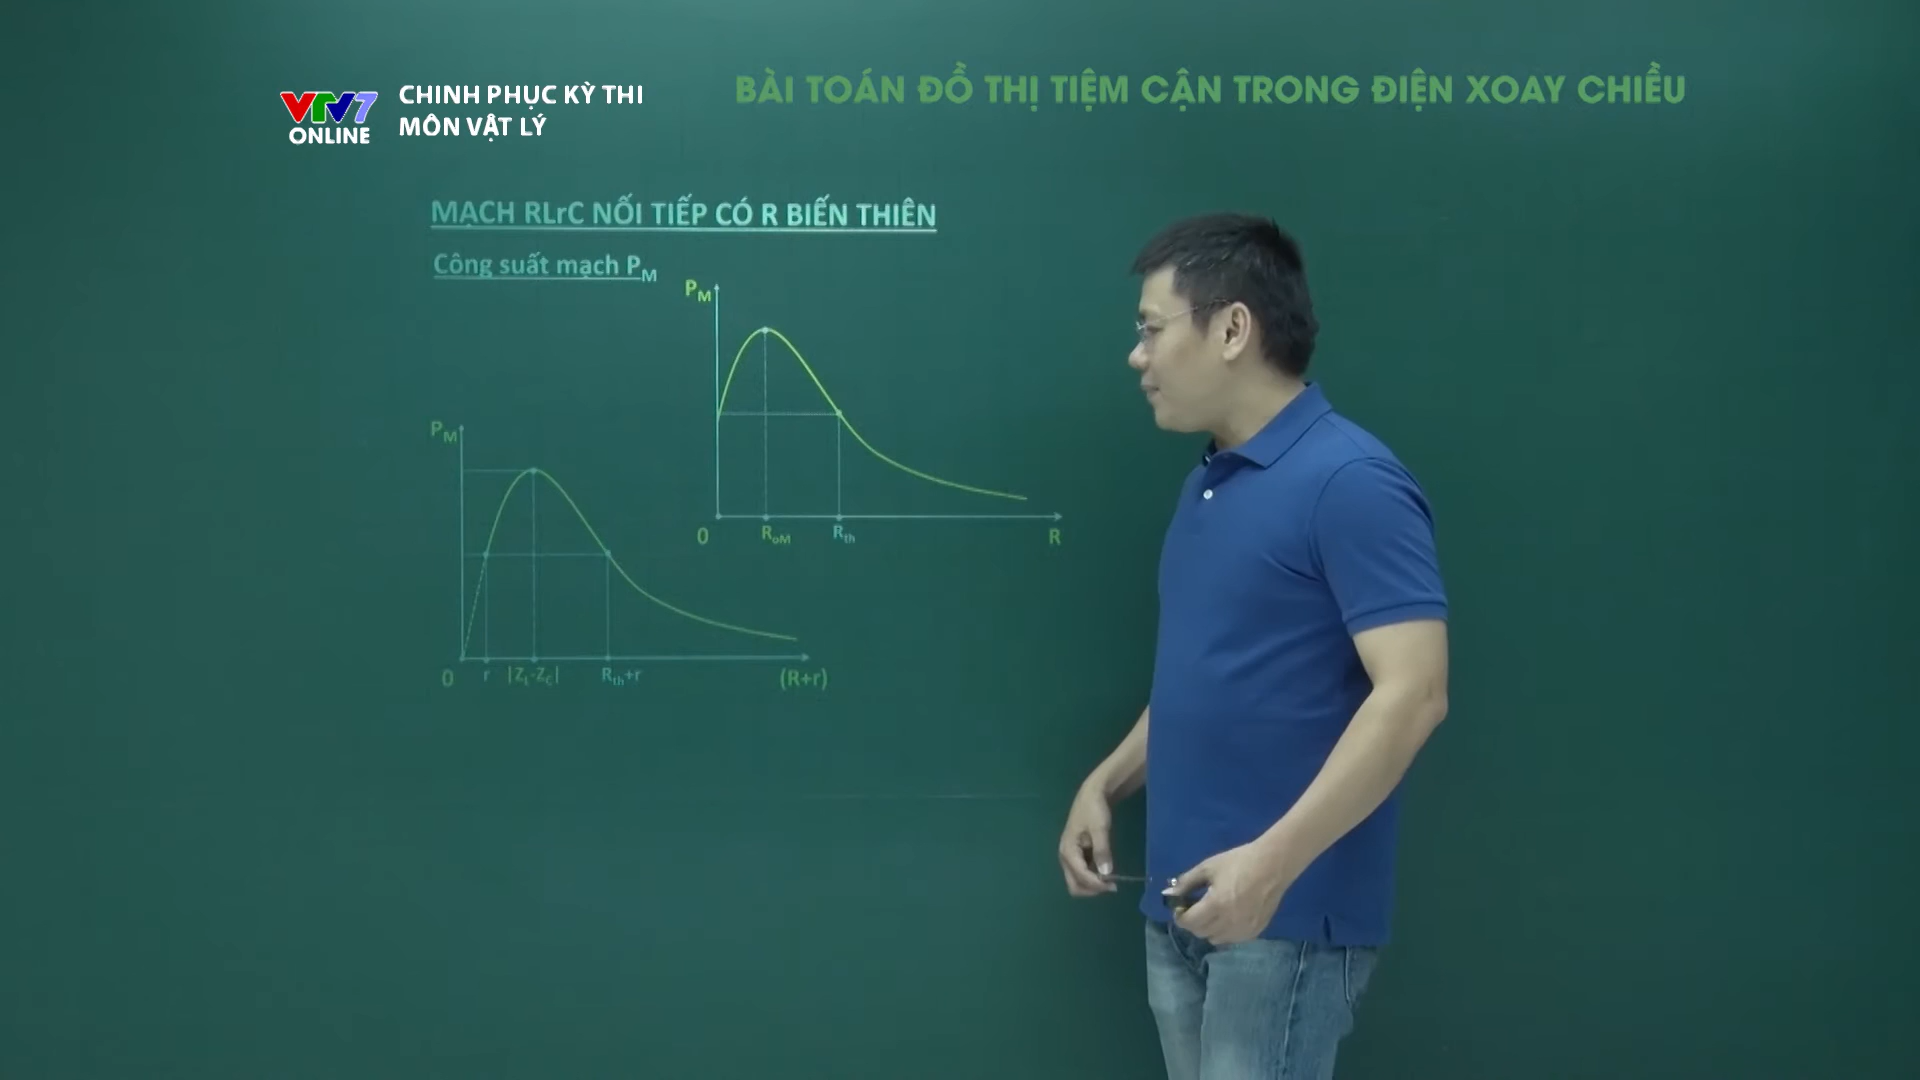 VTV7
ONLINE
CHINH PHỤC KỲ THI
MÔN VẬT LÝ
BÀI TOÁN ĐỒ THỊ TIỆM CẬN TRONG ĐIỆN XOAY CHIỀU
MẠCH RLrC NỐI TIẾP CÓ R BIẾN THIÊN
Công suất mạch PM
PM
0 RoM Rth R
PM
0 r |ZL-ZC| Rth+r (R+r)